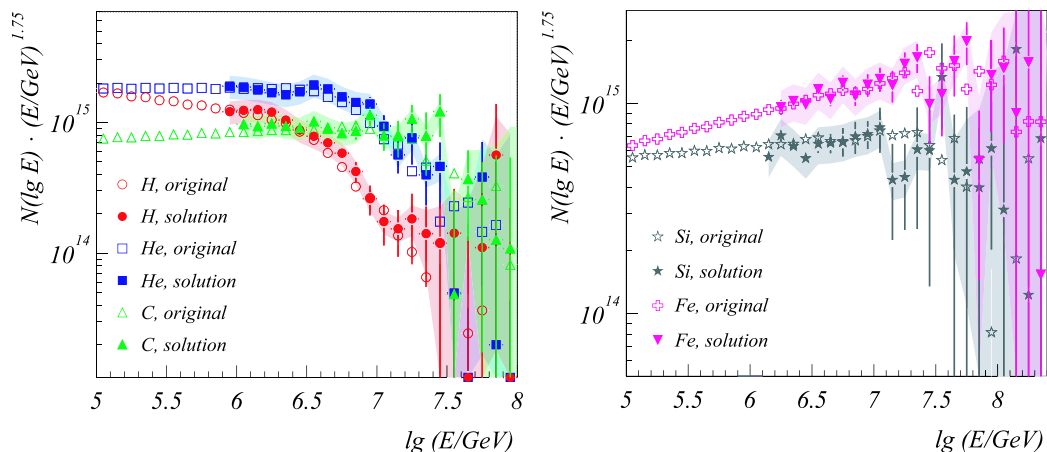 N(lg E) · (E/GeV)^1.75
10^15
10^14
H, original
H, solution
He, original
He, solution
C, original
C, solution
5 5.5 6 6.5 7 7.5 8
lg (E/GeV)
N(lg E) · (E/GeV)^1.75
10^15
10^14
Si, original
Si, solution
Fe, original
Fe, solution
5 5.5 6 6.5 7 7.5 8
lg (E/GeV)